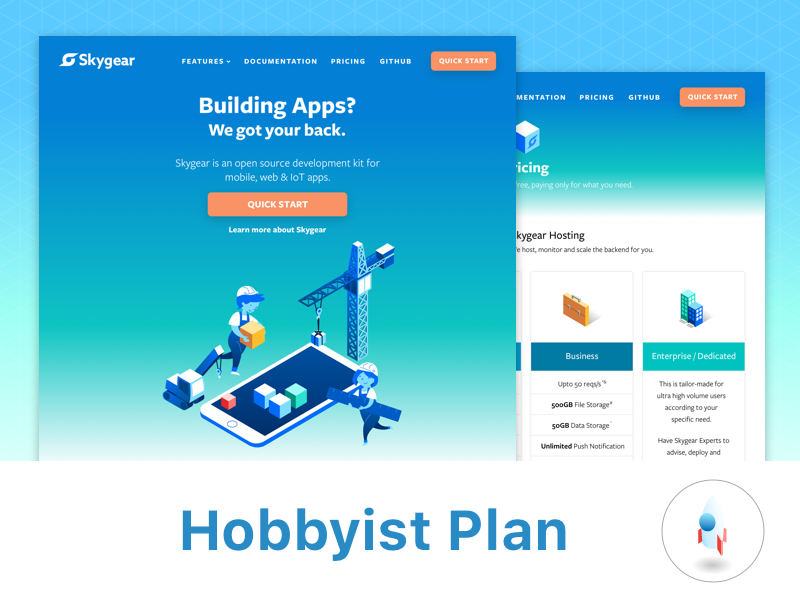 Skygear
FEATURES
DOCUMENTATION
PRICING
GITHUB
QUICK START
Building Apps?
We got your back.
Skygear is an open source development kit for
mobile, web & IoT apps.
QUICK START
Learn more about Skygear
MENTATION
PRICING
GITHUB
QUICK START
ricing
free, paying only for what you need.
kygear Hosting
e host, monitor and scale the backend for you.
Business
Upto 50 reqs/s
500GB File Storage
50GB Data Storage
Unlimited Push Notification
Enterprise / Dedicated
This is tailor-made for
ultra high volume users
according to your
specific need.
Have Skygear Experts to
advise, deploy and
Hobbyist Plan